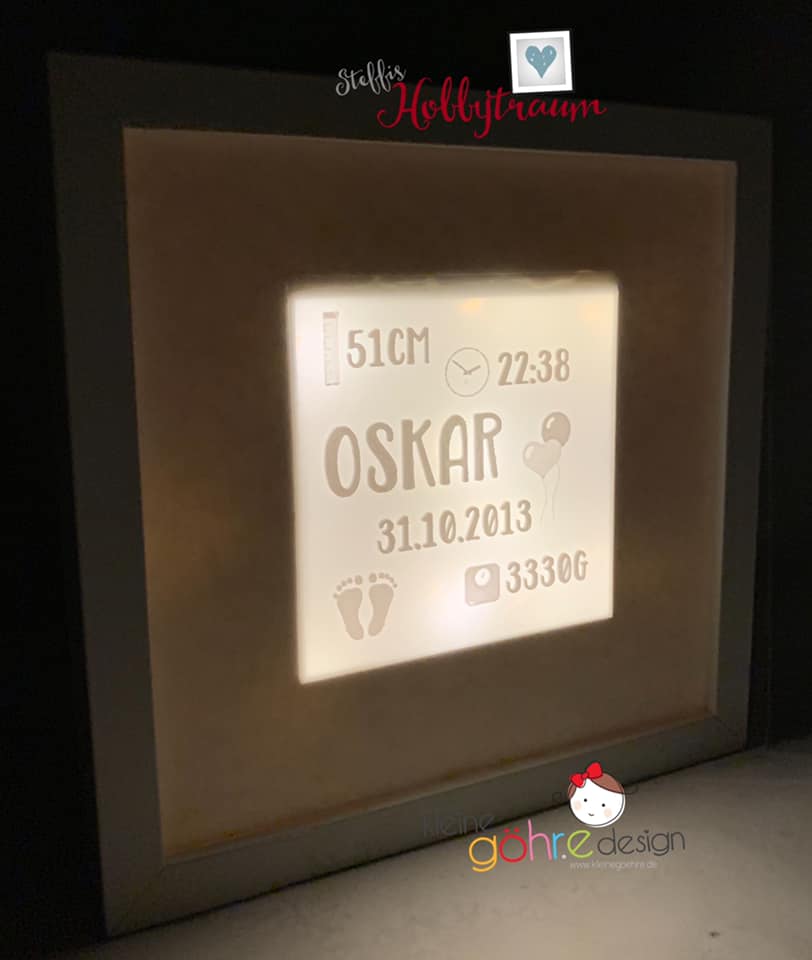 Steffis
Hobbytraum
51CM
22:38
OSKAR
31.10.2013
3330G
kleine
göhr.e design
www.kleinegoehre.de